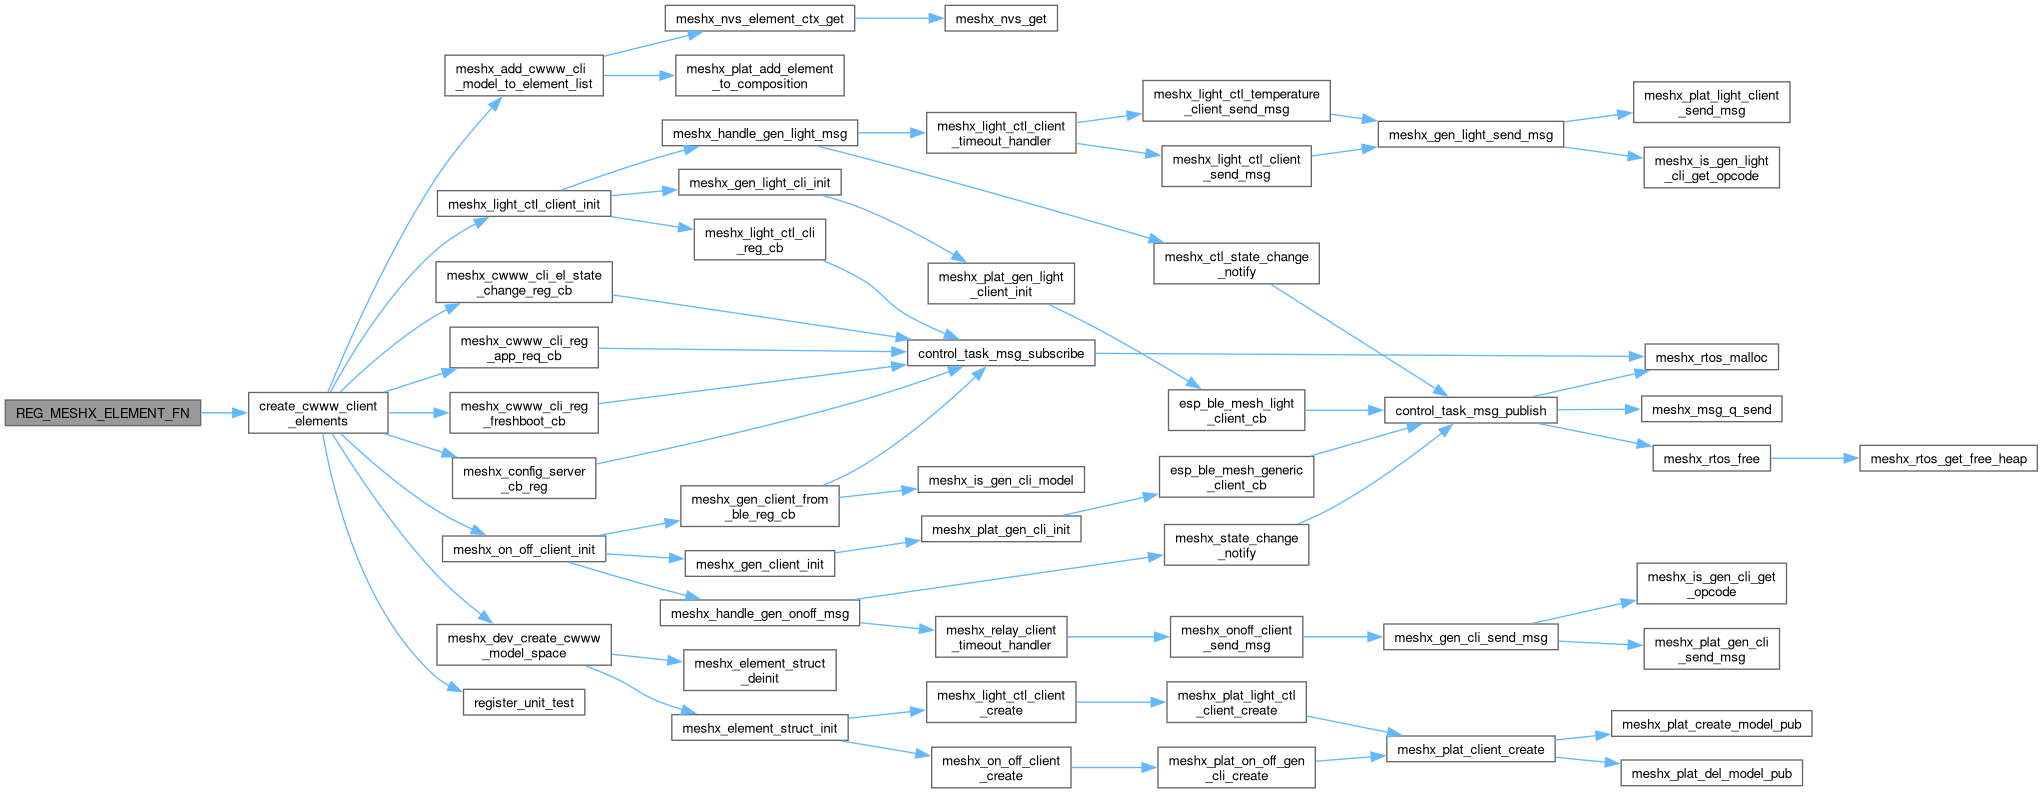 REG_MESHX_ELEMENT_FN
create_cwww_client
_elements
meshx_add_cwww_cli
_model_to_element_list
meshx_nvs_element_ctx_get
meshx_nvs_get
meshx_plat_add_element
_to_composition
meshx_light_ctl_client_init
meshx_handle_gen_light_msg
meshx_light_ctl_client
_timeout_handler
meshx_light_ctl_temperature
_client_send_msg
meshx_light_ctl_client
_send_msg
meshx_gen_light_send_msg
meshx_plat_light_client
_send_msg
meshx_is_gen_light
_cli_get_opcode
meshx_gen_light_cli_init
meshx_light_ctl_cli
_reg_cb
meshx_plat_gen_light
_client_init
meshx_ctl_state_change
_notify
meshx_cwww_cli_el_state
_change_reg_cb
meshx_cwww_cli_reg
_app_req_cb
meshx_cwww_cli_reg
_freshboot_cb
meshx_config_server
_cb_reg
control_task_msg_subscribe
meshx_rtos_malloc
esp_ble_mesh_light
_client_cb
control_task_msg_publish
meshx_msg_q_send
meshx_rtos_free
meshx_rtos_get_free_heap
meshx_on_off_client_init
meshx_gen_client_from
_ble_reg_cb
meshx_is_gen_cli_model
meshx_gen_client_init
meshx_plat_gen_cli_init
esp_ble_mesh_generic
_client_cb
meshx_state_change
_notify
meshx_handle_gen_onoff_msg
meshx_relay_client
_timeout_handler
meshx_onoff_client
_send_msg
meshx_gen_cli_send_msg
meshx_is_gen_cli_get
_opcode
meshx_plat_gen_cli
_send_msg
meshx_dev_create_cwww
_model_space
meshx_element_struct
_deinit
register_unit_test
meshx_element_struct_init
meshx_light_ctl_client
_create
meshx_plat_light_ctl
_client_create
meshx_on_off_client
_create
meshx_plat_on_off_gen
_cli_create
meshx_plat_client_create
meshx_plat_create_model_pub
meshx_plat_del_model_pub